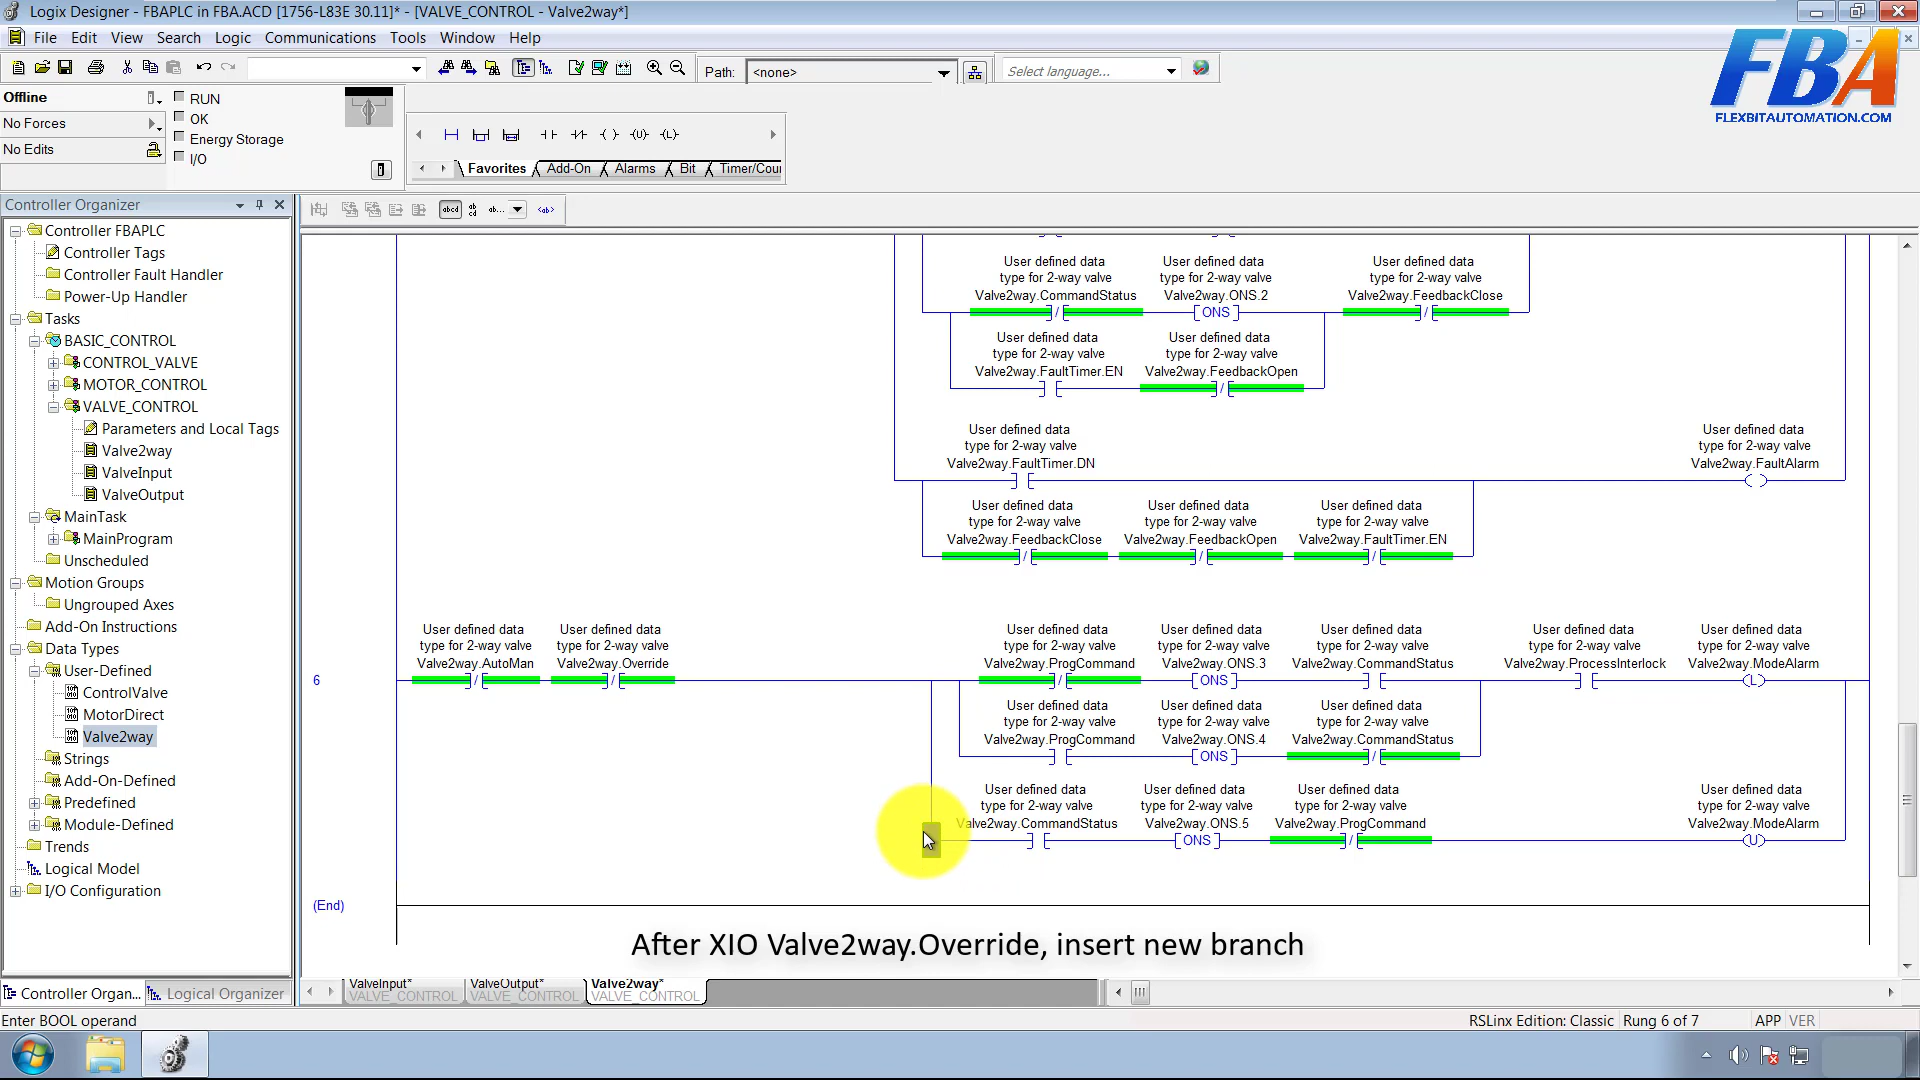 Logix Designer - FBAPLC in FBA.ACD [1756-L83E 30.11]* - [VALVE_CONTROL - Valve2way*]
File Edit View Search Logic Communications Tools Window Help
Path: <none>
Select language...
FBA
FLEXBITAUTOMATION.COM
Offline
No Forces
No Edits
RUN
OK
Energy Storage
I/O
Favorites Add-On Alarms Bit Timer/Cou
Controller Organizer
Controller FBAPLC
Controller Tags
Controller Fault Handler
Power-Up Handler
Tasks
BASIC_CONTROL
CONTROL_VALVE
MOTOR_CONTROL
VALVE_CONTROL
Parameters and Local Tags
Valve2way
ValveInput
ValveOutput
MainTask
MainProgram
Unscheduled
Motion Groups
Ungrouped Axes
Add-On Instructions
Data Types
User-Defined
ControlValve
MotorDirect
Valve2way
Strings
Add-On-Defined
Predefined
Module-Defined
Trends
Logical Model
I/O Configuration
Controller Organ... Logical Organizer
User defined data User defined data User defined data
type for 2-way valve type for 2-way valve type for 2-way valve
Valve2way.CommandStatus Valve2way.ONS.2 Valve2way.FeedbackClose
ONS
User defined data User defined data
type for 2-way valve type for 2-way valve
Valve2way.FaultTimer.EN Valve2way.FeedbackOpen
User defined data User defined data
type for 2-way valve type for 2-way valve
Valve2way.FaultTimer.DN Valve2way.FaultAlarm
User defined data User defined data User defined data
type for 2-way valve type for 2-way valve type for 2-way valve
Valve2way.FeedbackClose Valve2way.FeedbackOpen Valve2way.FaultTimer.EN
User defined data User defined data User defined data User defined data User defined data User defined data User defined data
type for 2-way valve type for 2-way valve type for 2-way valve type for 2-way valve type for 2-way valve type for 2-way valve type for 2-way valve
Valve2way.AutoMan Valve2way.Override Valve2way.ProgCommand Valve2way.ONS.3 Valve2way.CommandStatus Valve2way.ProcessInterlock Valve2way.ModeAlarm
6 ONS L
User defined data User defined data User defined data
type for 2-way valve type for 2-way valve type for 2-way valve
Valve2way.ProgCommand Valve2way.ONS.4 Valve2way.CommandStatus
ONS
User defined data User defined data User defined data User defined data
type for 2-way valve type for 2-way valve type for 2-way valve type for 2-way valve
Valve2way.CommandStatus Valve2way.ONS.5 Valve2way.ProgCommand Valve2way.ModeAlarm
ONS U
(End)
After XIO Valve2way.Override, insert new branch
ValveInput* ValveOutput* Valve2way*
VALVE_CONTROL VALVE_CONTROL VALVE_CONTROL
Enter BOOL operand
RSLinx Edition: Classic Rung 6 of 7 APP VER